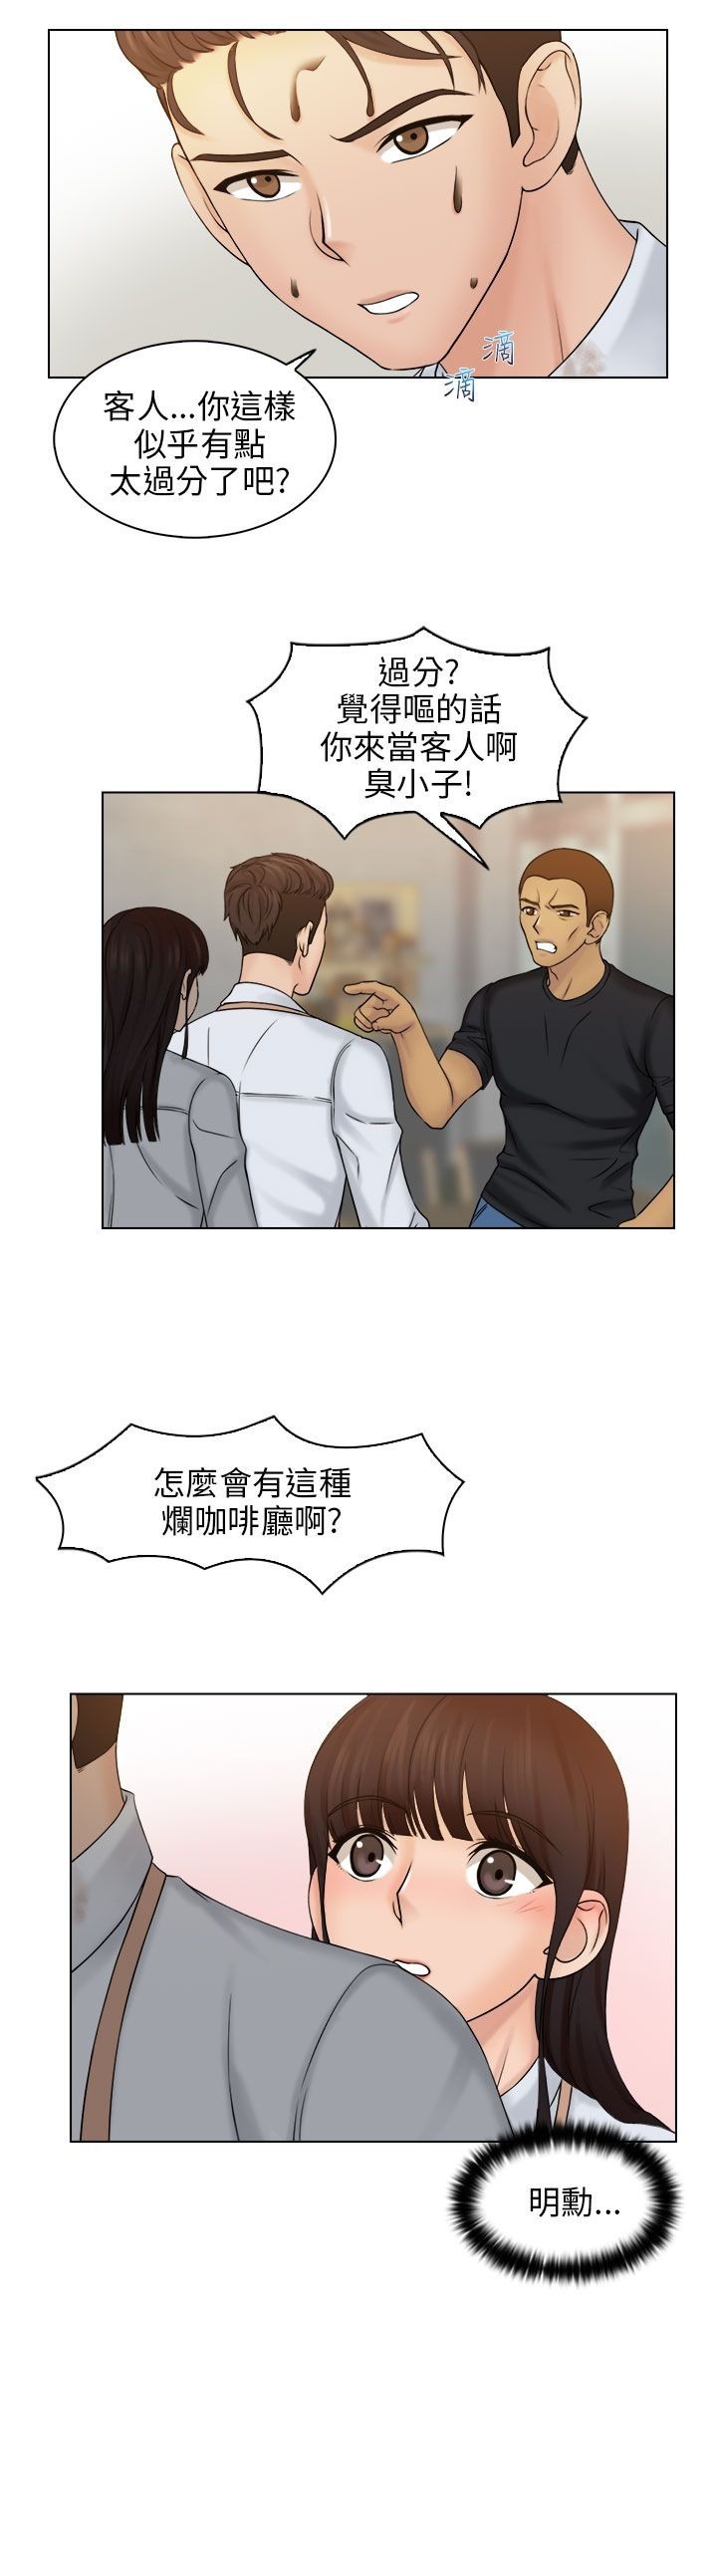 滴
滴
客人...你這樣
似乎有點
太過分了吧?
過分?
覺得嘔的話
你來當客人啊
臭小子!
怎麼會有這種
爛咖啡廳啊?
明勳...